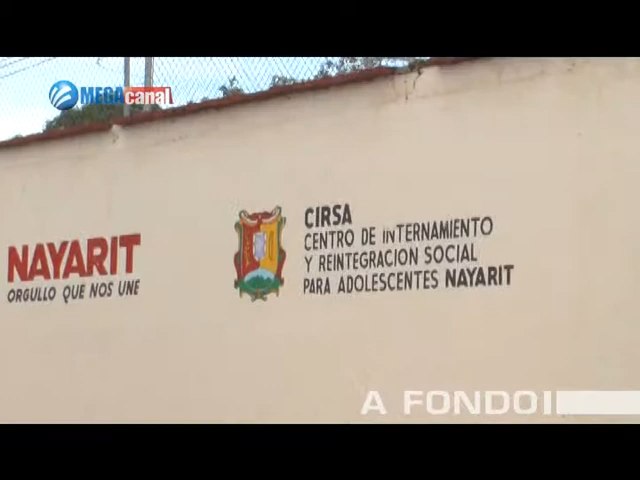 MEGAcanal
NAYARIT
ORGULLO QUE NOS UNE
CIRSA
CENTRO DE inTERNAMIENTO
Y REINTEGRACION SOCIAL
PARA ADOLESCENTES NAYARIT
A FONDO